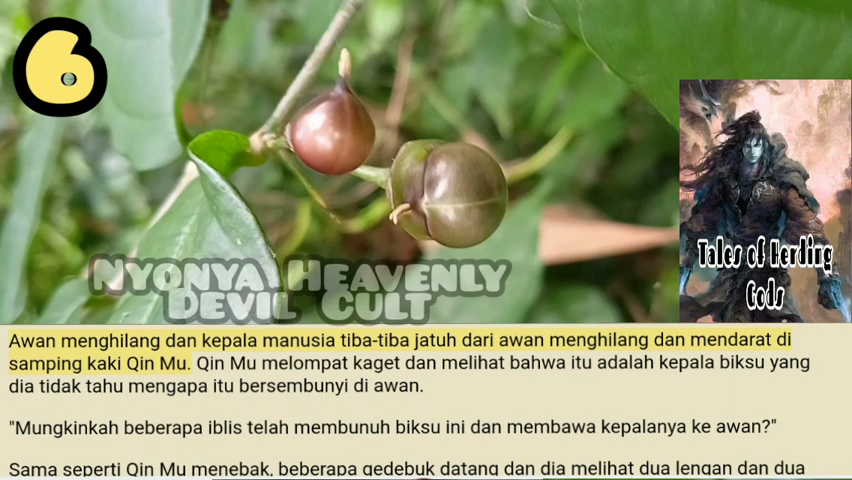 6
NYONYA HEAVENLY
DEVIL CULT
Tales of Herding
Gods
Awan menghilang dan kepala manusia tiba-tiba jatuh dari awan menghilang dan mendarat di
samping kaki Qin Mu. Qin Mu melompat kaget dan melihat bahwa itu adalah kepala biksu yang
dia tidak tahu mengapa itu bersembunyi di awan.
"Mungkinkah beberapa iblis telah membunuh biksu ini dan membawa kepalanya ke awan?"
Sama seperti Qin Mu menebak, beberapa gedebuk datang dan dia melihat dua lengan dan dua